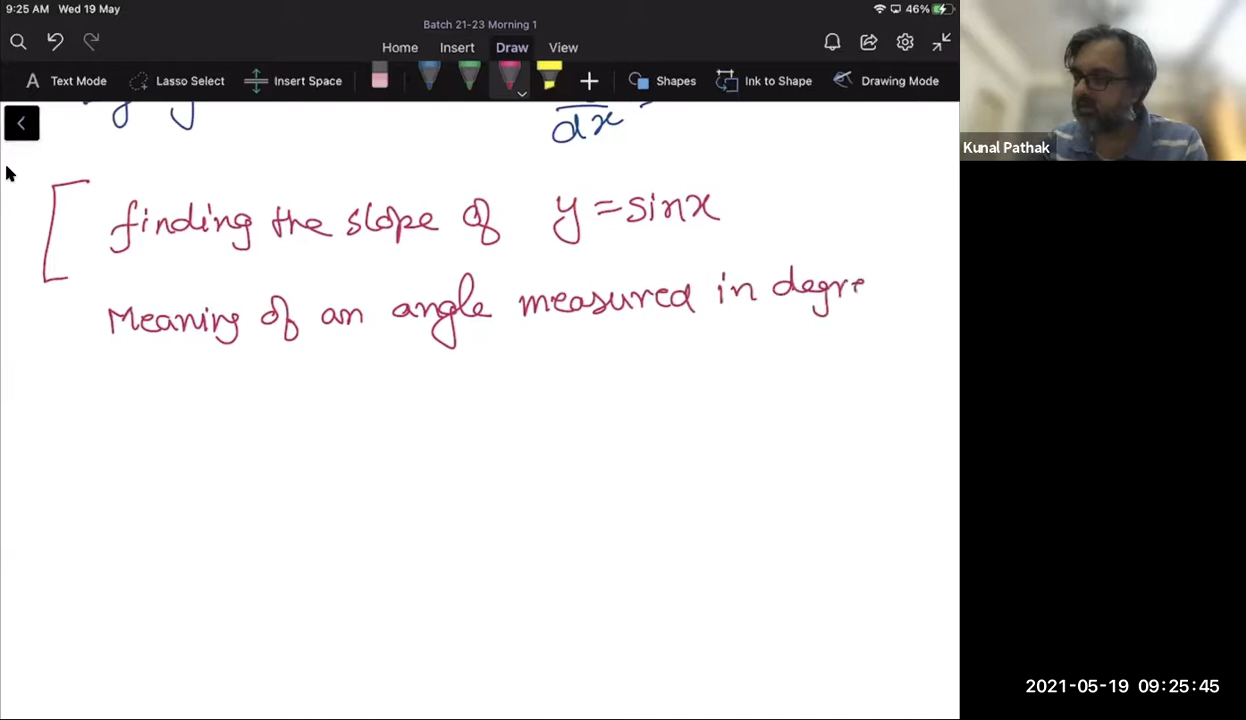 9:25 AM Wed 19 May
46%
Batch 21-23 Morning 1
Home Insert Draw View
A Text Mode Lasso Select Insert Space Shapes Ink to Shape Drawing Mode
dx
finding the slope of y = sinx
Meaning of an angle measured in degre
Kunal Pathak
2021-05-19 09:25:45